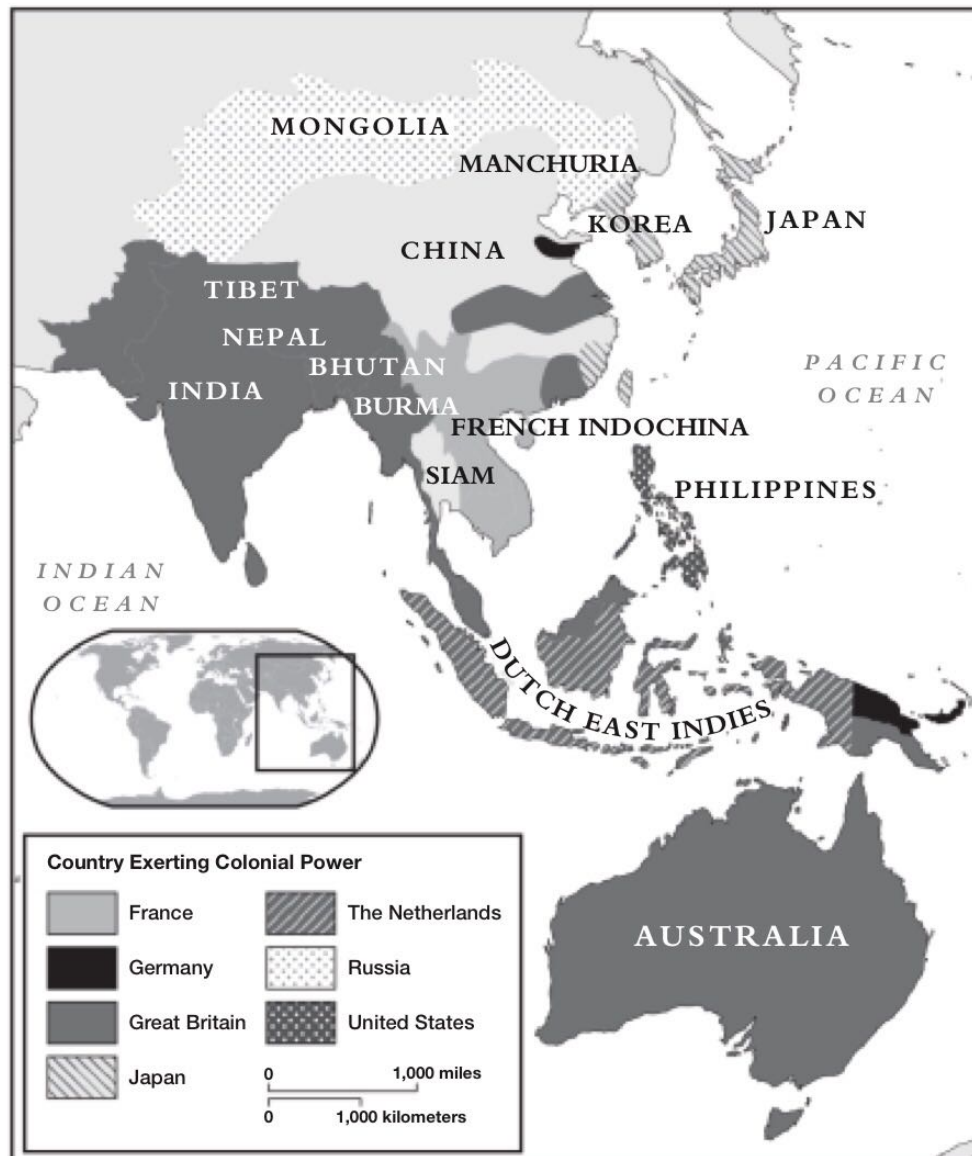 MONGOLIA
MANCHURIA
KOREA
JAPAN
CHINA
TIBET
NEPAL
BHUTAN
INDIA
BURMA
PACIFIC
OCEAN
FRENCH INDOCHINA
SIAM
PHILIPPINES
INDIAN
OCEAN
DUTCH EAST INDIES
AUSTRALIA
Country Exerting Colonial Power
France
Germany
Great Britain
Japan
The Netherlands
Russia
United States
0 1,000 miles
0 1,000 kilometers